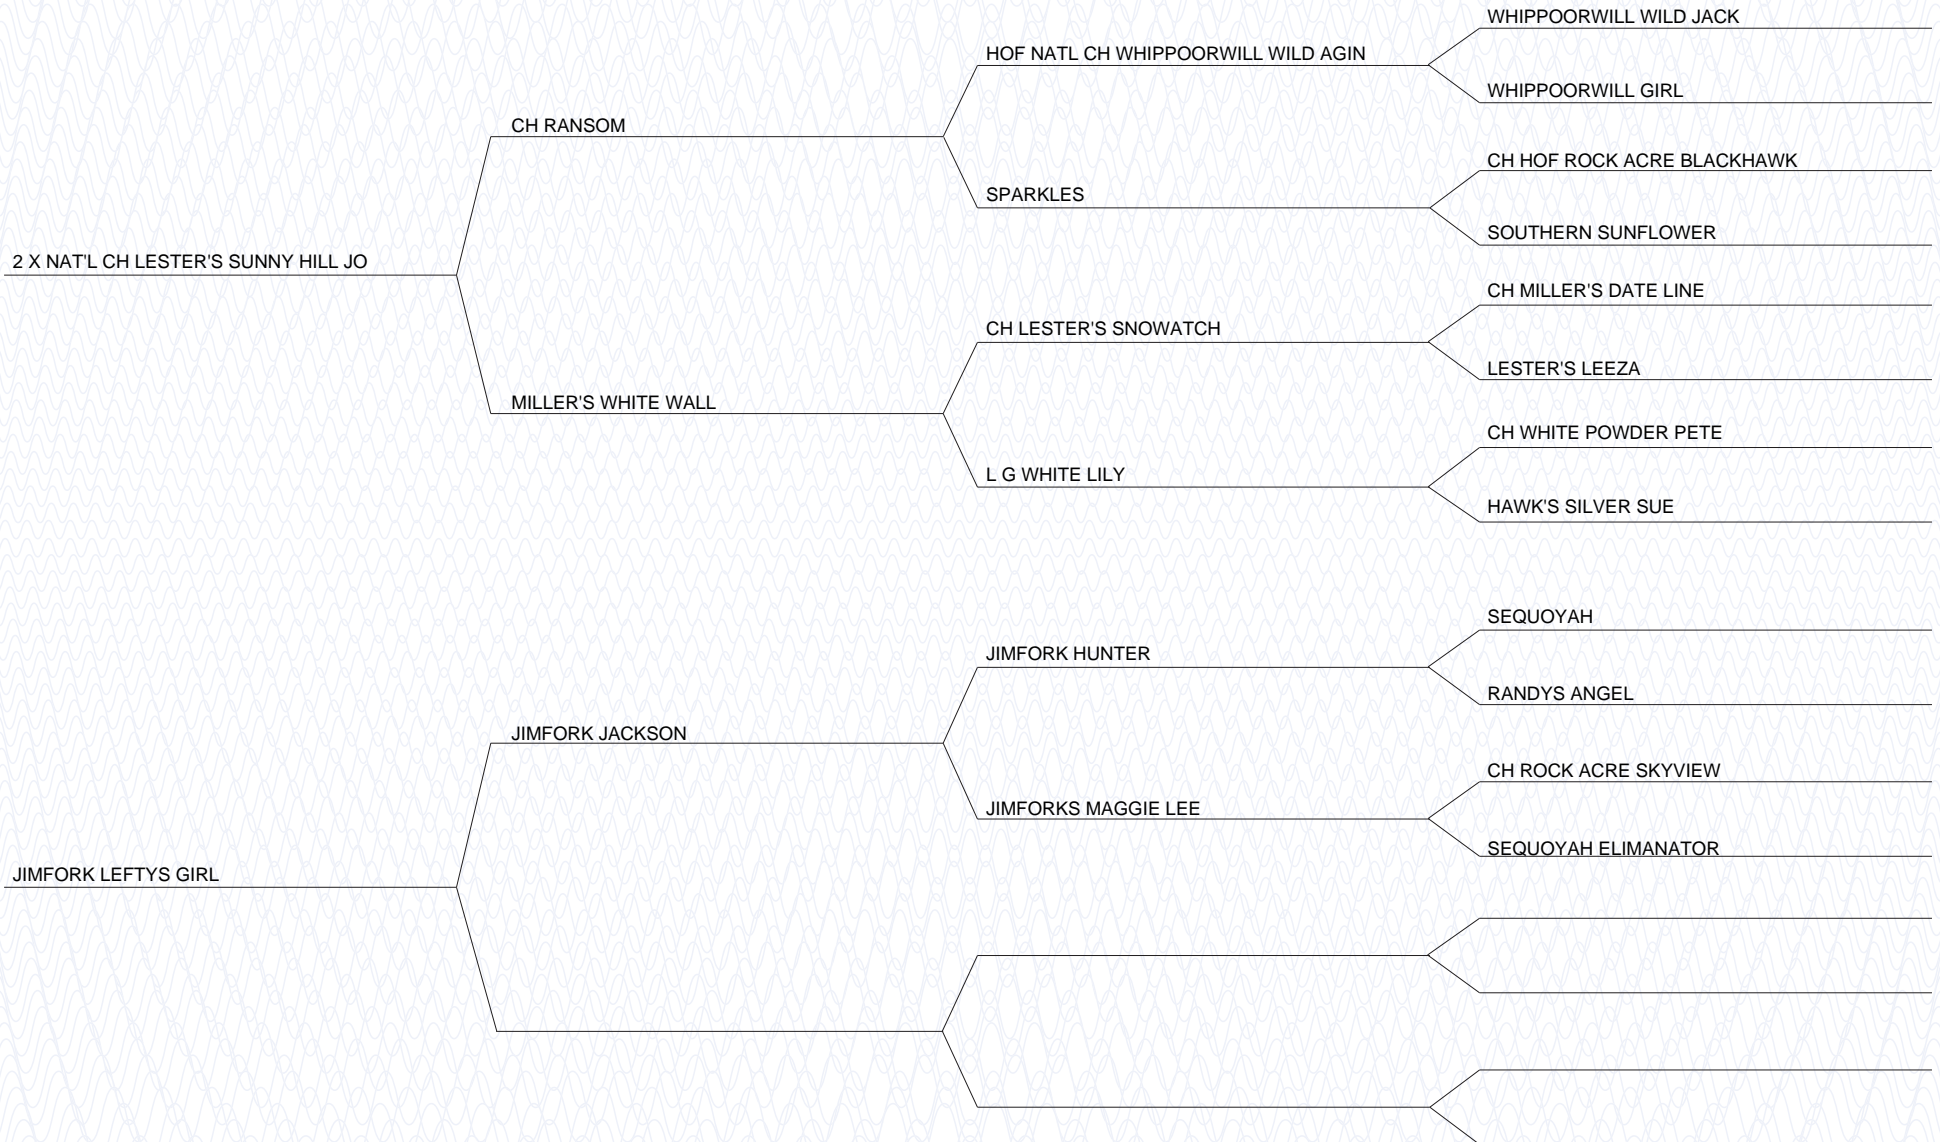 WHIPPOORWILL WILD JACK
HOF NATL CH WHIPPOORWILL WILD AGIN
WHIPPOORWILL GIRL
CH RANSOM
CH HOF ROCK ACRE BLACKHAWK
SPARKLES
SOUTHERN SUNFLOWER
2 X NAT'L CH LESTER'S SUNNY HILL JO
CH MILLER'S DATE LINE
CH LESTER'S SNOWATCH
LESTER'S LEEZA
MILLER'S WHITE WALL
CH WHITE POWDER PETE
L G WHITE LILY
HAWK'S SILVER SUE
SEQUOYAH
JIMFORK HUNTER
RANDYS ANGEL
JIMFORK JACKSON
CH ROCK ACRE SKYVIEW
JIMFORKS MAGGIE LEE
SEQUOYAH ELIMANATOR
JIMFORK LEFTYS GIRL